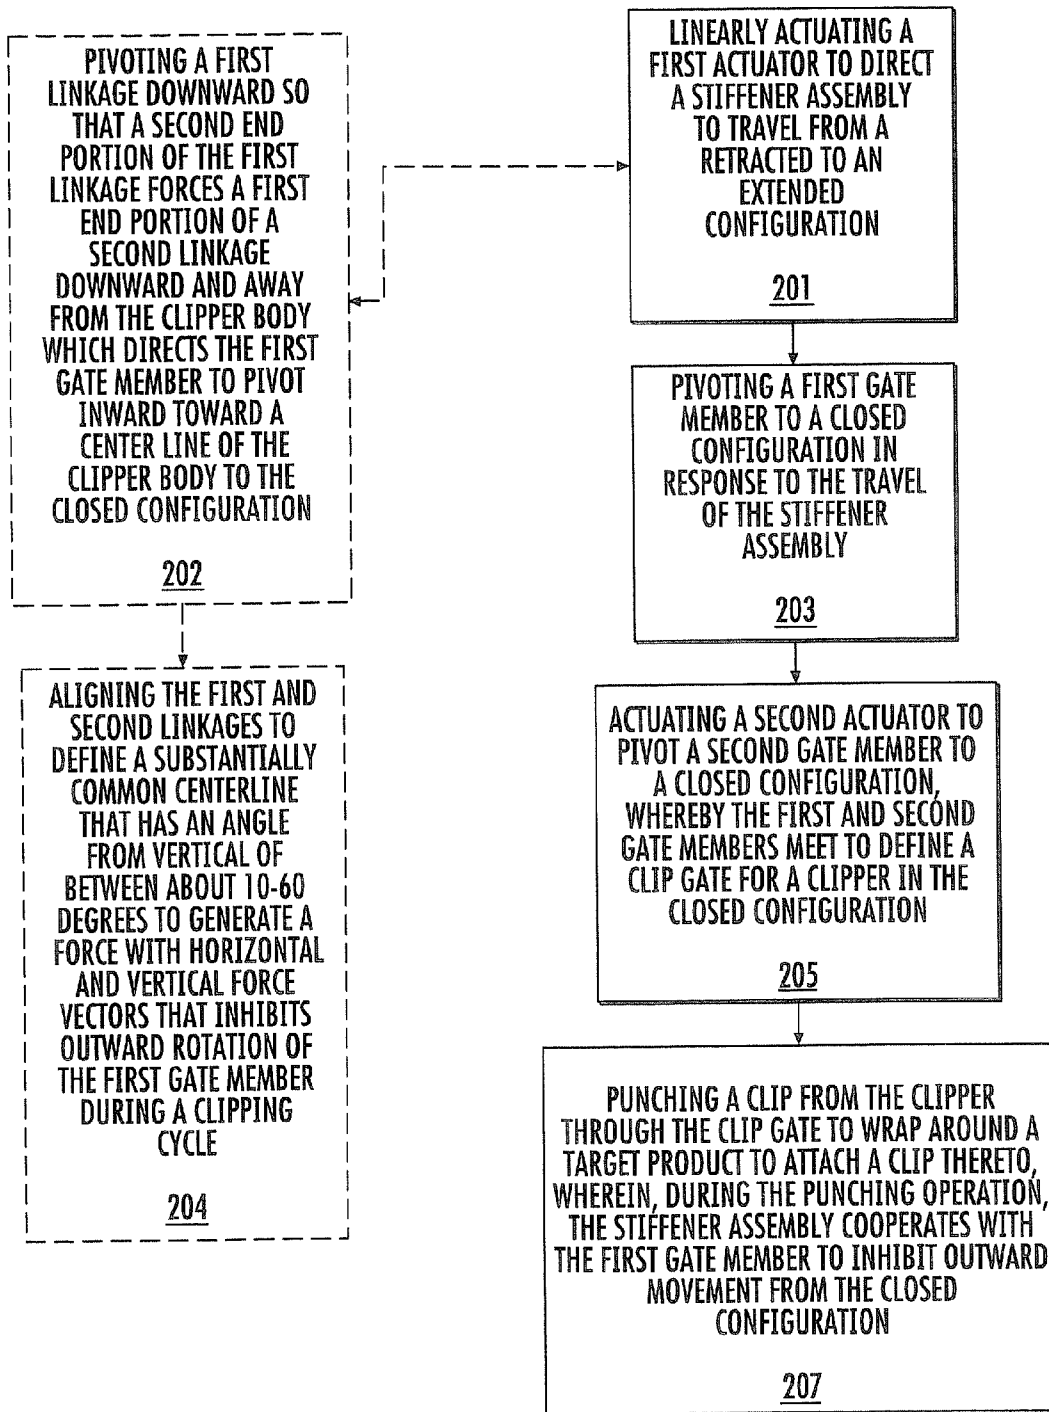 LINEARLY ACTUATING A
FIRST ACTUATOR TO DIRECT
A STIFFENER ASSEMBLY
TO TRAVEL FROM A
RETRACTED TO AN
EXTENDED
CONFIGURATION
201
PIVOTING A FIRST
LINKAGE DOWNWARD SO
THAT A SECOND END
PORTION OF THE FIRST
LINKAGE FORCES A FIRST
END PORTION OF A
SECOND LINKAGE
DOWNWARD AND AWAY
FROM THE CLIPPER BODY
WHICH DIRECTS THE FIRST
GATE MEMBER TO PIVOT
INWARD TOWARD A
CENTER LINE OF THE
CLIPPER BODY TO THE
CLOSED CONFIGURATION
202
PIVOTING A FIRST GATE
MEMBER TO A CLOSED
CONFIGURATION IN
RESPONSE TO THE TRAVEL
OF THE STIFFENER
ASSEMBLY
203
ALIGNING THE FIRST AND
SECOND LINKAGES TO
DEFINE A SUBSTANTIALLY
COMMON CENTERLINE
THAT HAS AN ANGLE
FROM VERTICAL OF
BETWEEN ABOUT 10-60
DEGREES TO GENERATE A
FORCE WITH HORIZONTAL
AND VERTICAL FORCE
VECTORS THAT INHIBITS
OUTWARD ROTATION OF
THE FIRST GATE MEMBER
DURING A CLIPPING
CYCLE
204
ACTUATING A SECOND ACTUATOR TO
PIVOT A SECOND GATE MEMBER TO
A CLOSED CONFIGURATION,
WHEREBY THE FIRST AND SECOND
GATE MEMBERS MEET TO DEFINE A
CLIP GATE FOR A CLIPPER IN THE
CLOSED CONFIGURATION
205
PUNCHING A CLIP FROM THE CLIPPER
THROUGH THE CLIP GATE TO WRAP AROUND A
TARGET PRODUCT TO ATTACH A CLIP THERETO,
WHEREIN, DURING THE PUNCHING OPERATION,
THE STIFFENER ASSEMBLY COOPERATES WITH
THE FIRST GATE MEMBER TO INHIBIT OUTWARD
MOVEMENT FROM THE CLOSED
CONFIGURATION
207